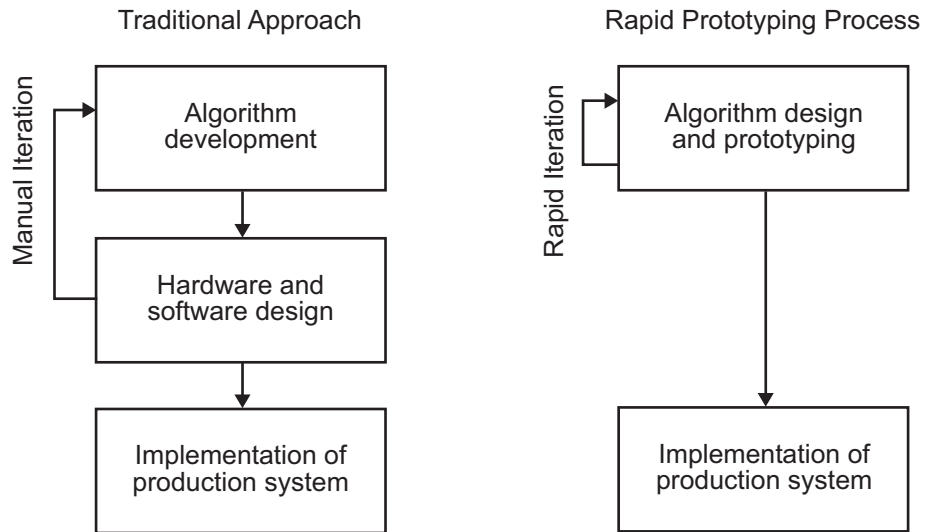 Traditional Approach
Manual Iteration
Algorithm
development
Hardware and
software design
Implementation of
production system
Rapid Prototyping Process
Rapid Iteration
Algorithm design
and prototyping
Implementation of
production system